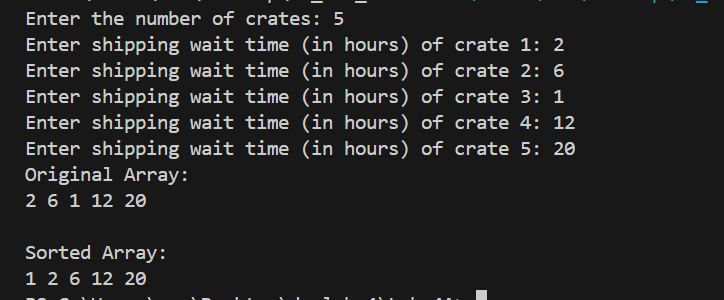 Enter the number of crates: 5
Enter shipping wait time (in hours) of crate 1: 2
Enter shipping wait time (in hours) of crate 2: 6
Enter shipping wait time (in hours) of crate 3: 1
Enter shipping wait time (in hours) of crate 4: 12
Enter shipping wait time (in hours) of crate 5: 20
Original Array:
2 6 1 12 20
Sorted Array:
1 2 6 12 20